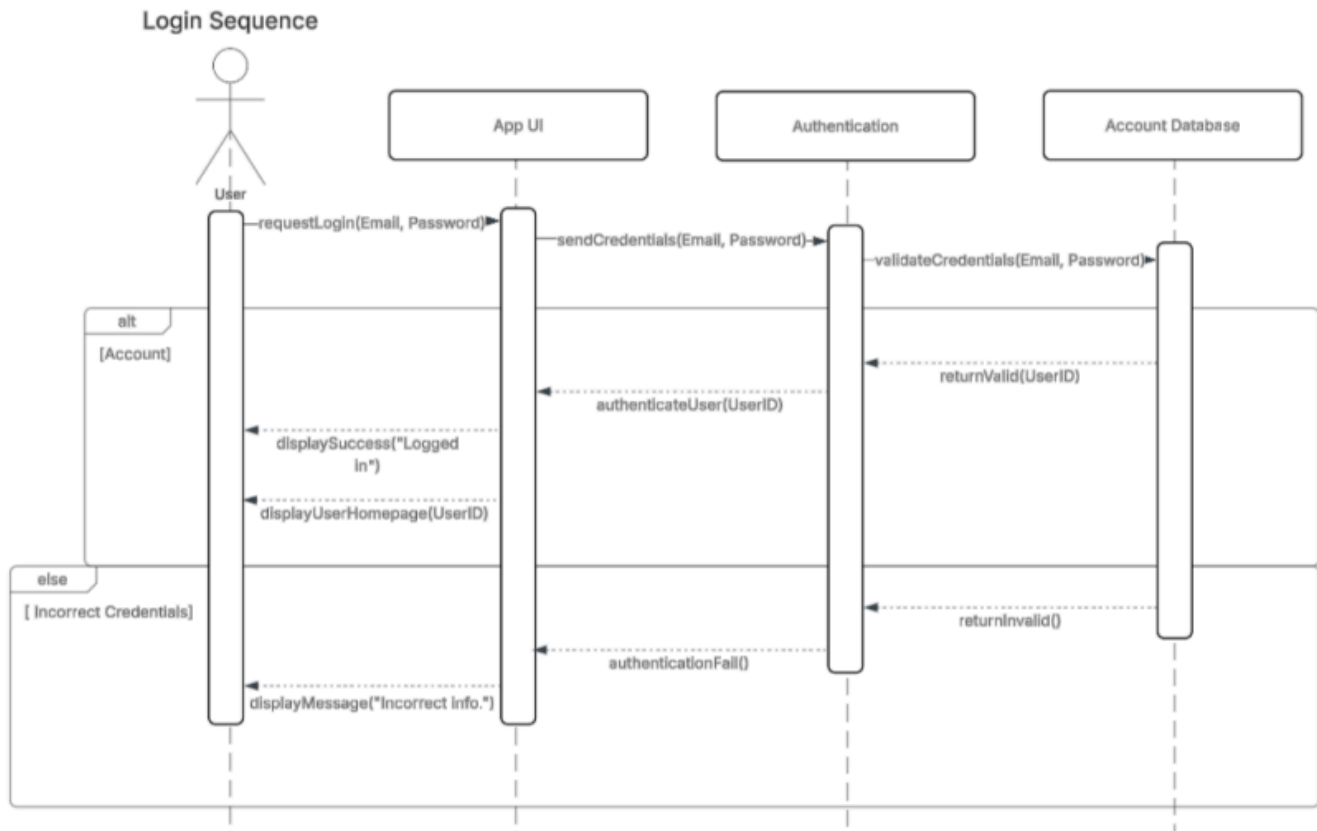 Login Sequence
App UI
Authentication
Account Database
User
requestLogin(Email, Password)
sendCredentials(Email, Password)
validateCredentials(Email, Password)
alt
[Account]
returnValid(UserID)
authenticateUser(UserID)
displaySuccess("Logged
in")
displayUserHomepage(UserID)
else
[ Incorrect Credentials]
returnInvalid()
authenticationFail()
displayMessage("Incorrect info.")